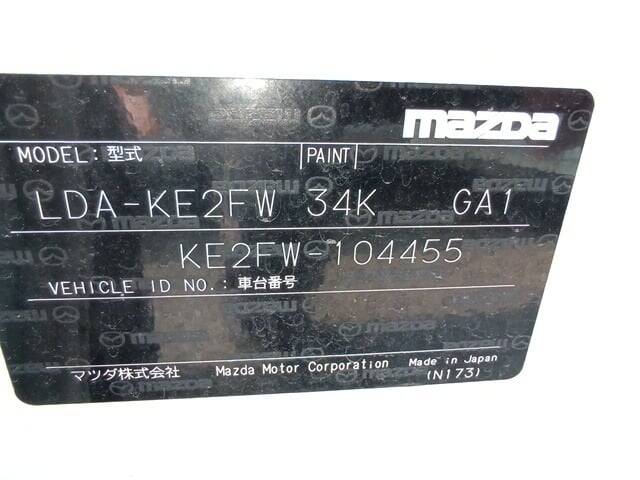 mazda
MODEL: 型式 PAINT
LDA-KE2FW 34K GA1
KE2FW-104455
VEHICLE ID NO.: 車台番号
マツダ株式会社 Mazda Motor Corporation Made in Japan
(N173)